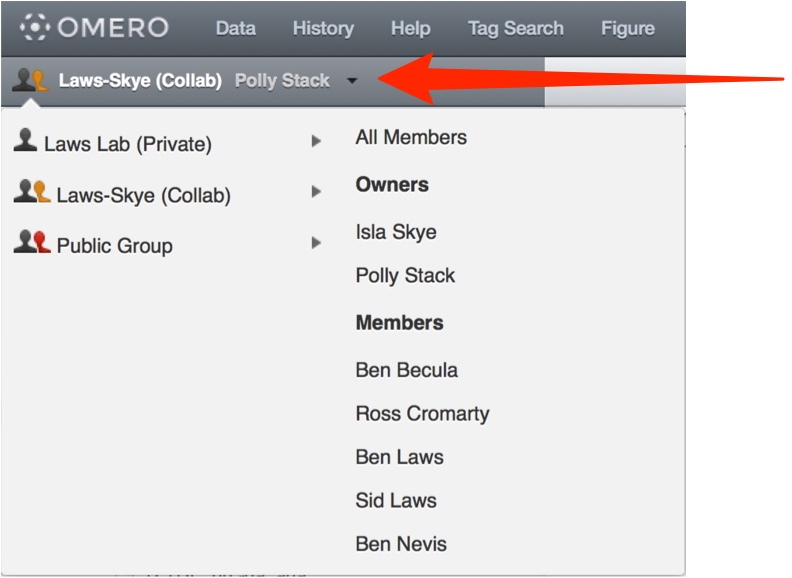 OMERO Data History Help Tag Search Figure
Laws-Skye (Collab) Polly Stack
Laws Lab (Private)
Laws-Skye (Collab)
Public Group
All Members
Owners
Isla Skye
Polly Stack
Members
Ben Becula
Ross Cromarty
Ben Laws
Sid Laws
Ben Nevis